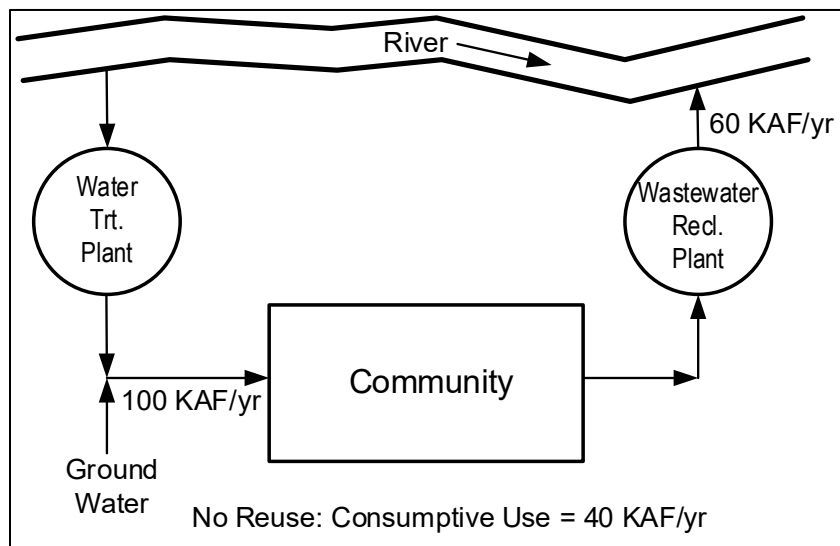 River
60 KAF/yr
Water
Trt.
Plant
Wastewater
Recl.
Plant
100 KAF/yr
Community
Ground
Water
No Reuse: Consumptive Use = 40 KAF/yr